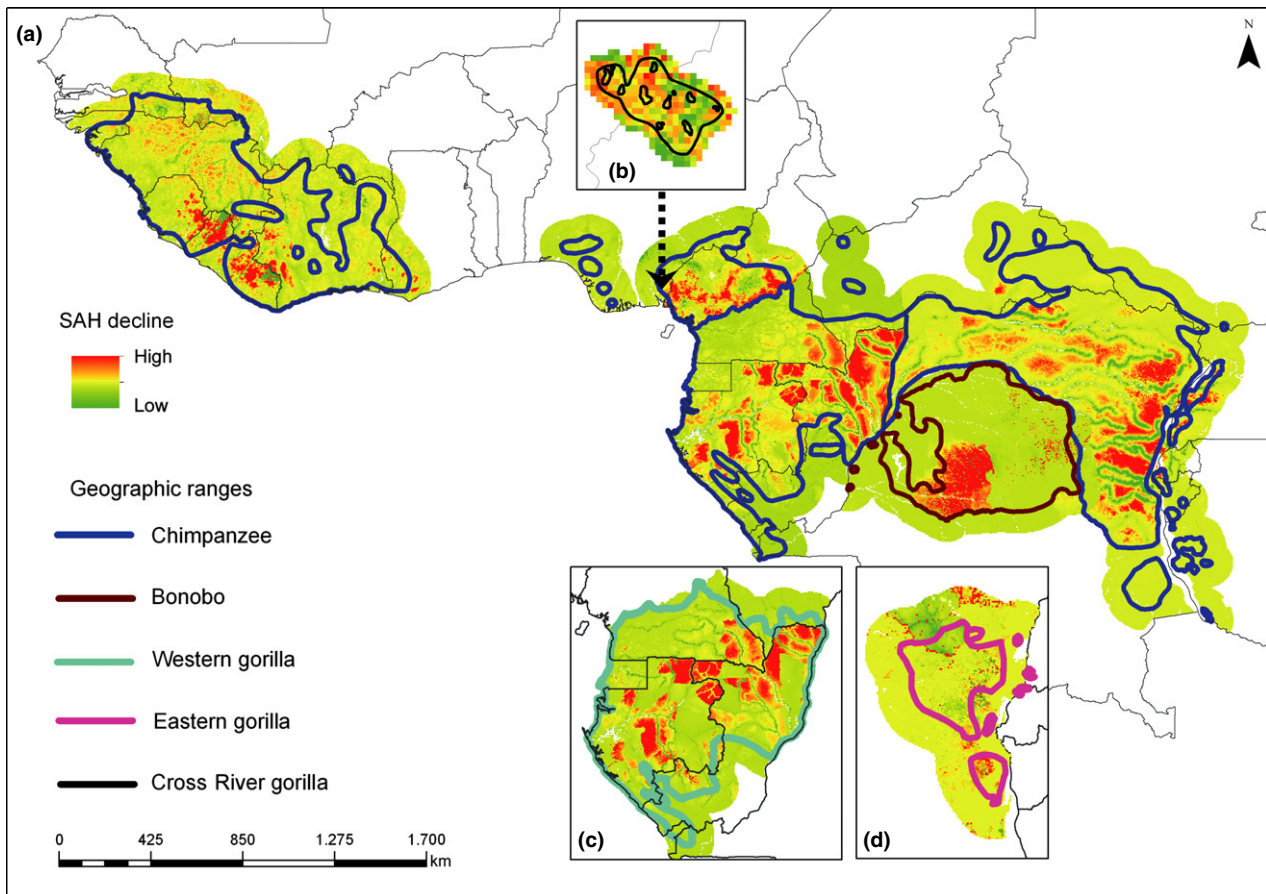 (a)
N
(b)
SAH decline
High
Low
Geographic ranges
Chimpanzee
Bonobo
Western gorilla
Eastern gorilla
Cross River gorilla
0 425 850 1.275 1.700
km
(c)
(d)